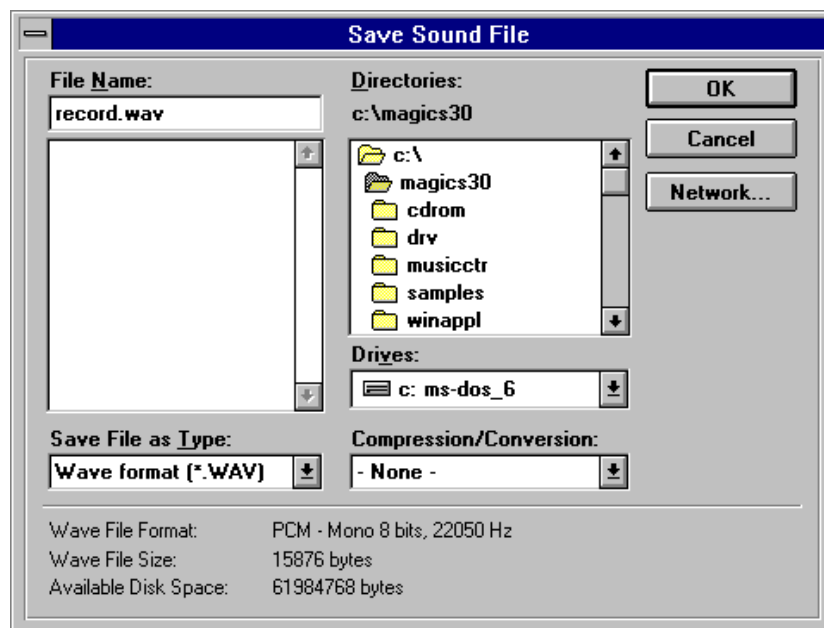 Save Sound File
File Name:
record.wav
Directories:
c:\magics30
c:\
magics30
cdrom
drv
musicctr
samples
winappl
OK
Cancel
Network...
Drives:
c: ms-dos_6
Save File as Type:
Wave format (*.WAV)
Compression/Conversion:
- None -
Wave File Format: PCM - Mono 8 bits, 22050 Hz
Wave File Size: 15876 bytes
Available Disk Space: 61984768 bytes